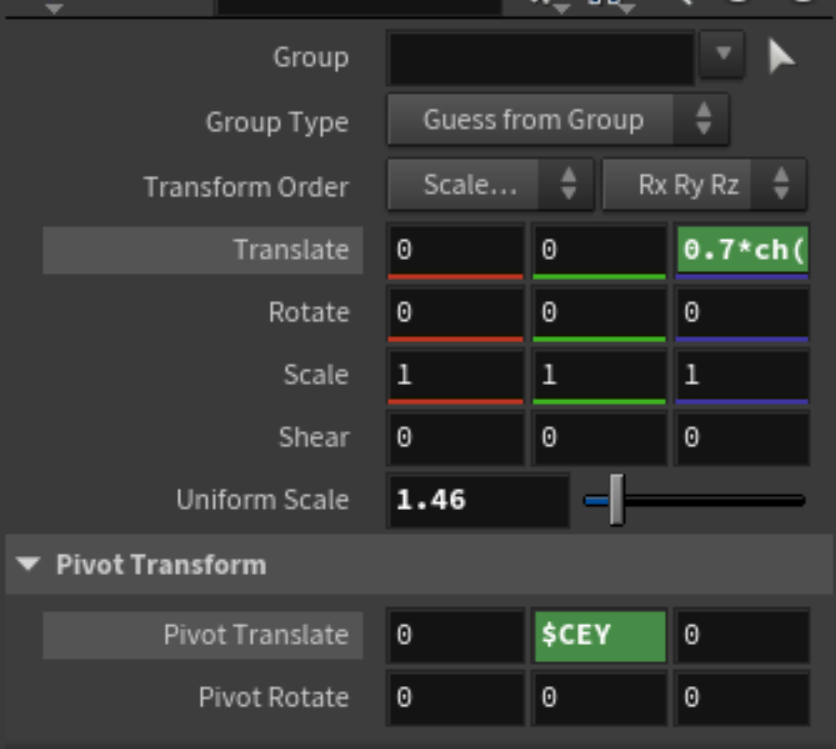 Group
Group Type Guess from Group
Transform Order Scale... Rx Ry Rz
Translate 0 0 0.7*ch(
Rotate 0 0 0
Scale 1 1 1
Shear 0 0 0
Uniform Scale 1.46
Pivot Transform
Pivot Translate 0 $CEY 0
Pivot Rotate 0 0 0